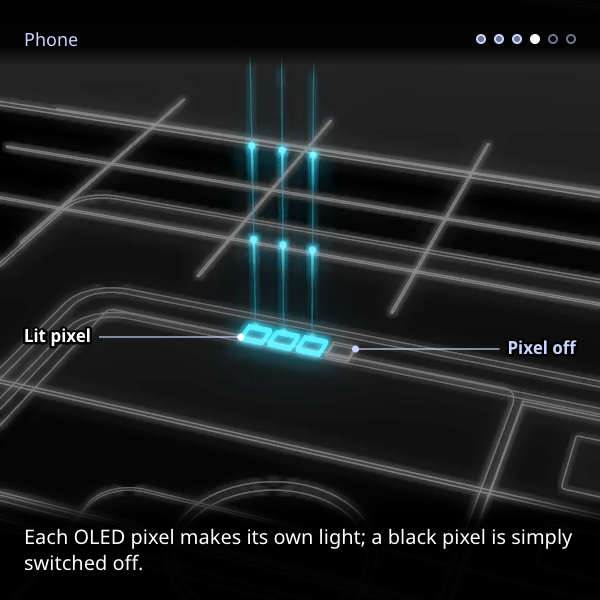 Phone
Lit pixel
Pixel off
Each OLED pixel makes its own light; a black pixel is simply
switched off.